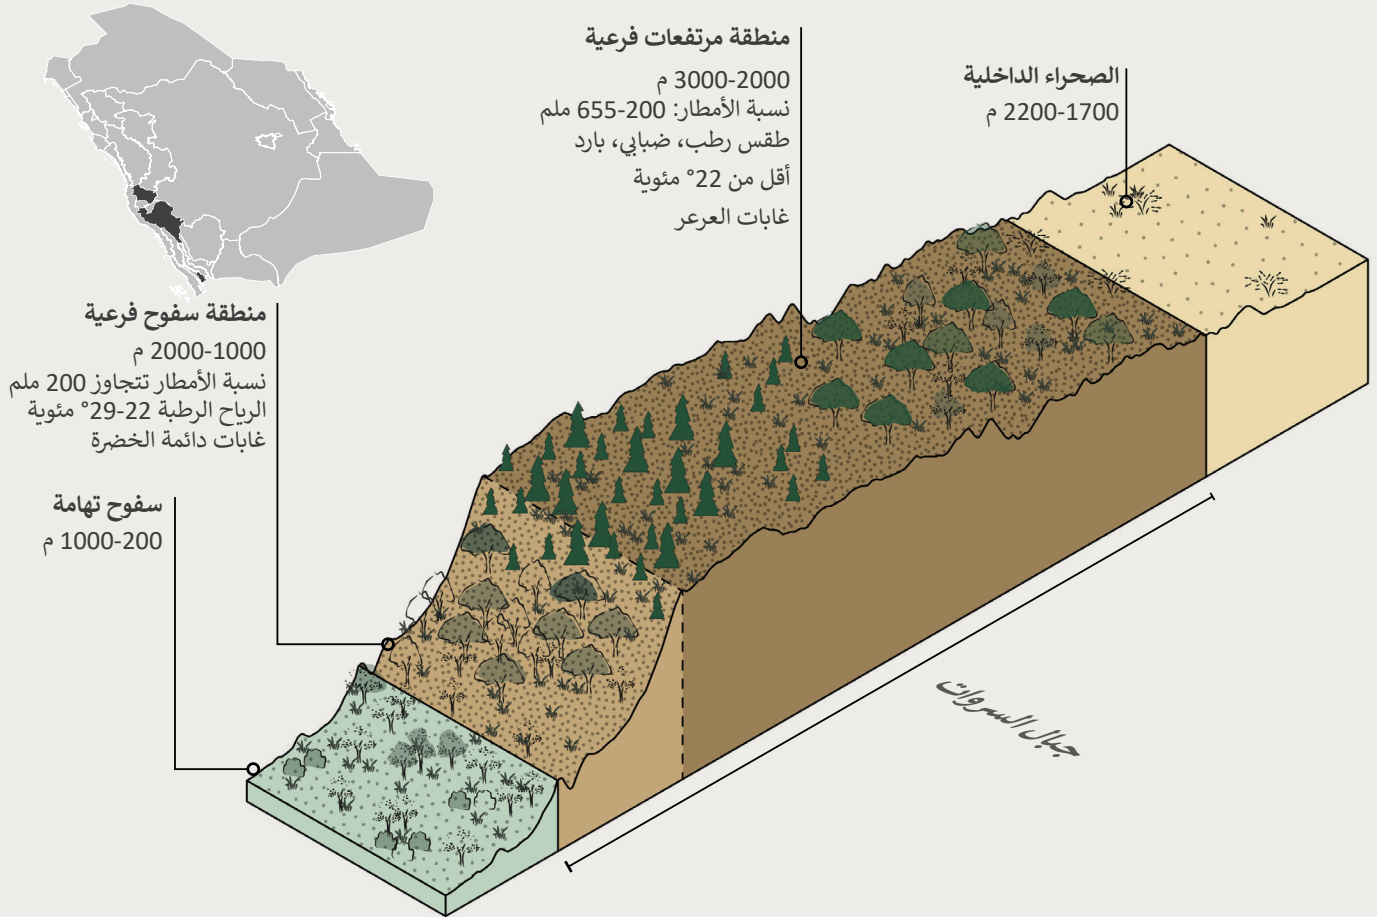 منطقة مرتفعات فرعية
3000-2000 م
نسبة الأمطار: 200-655 ملم
طقس رطب، ضبابي، بارد
أقل من 22° مئوية
غابات العرعر
الصحراء الداخلية
2200-1700 م
منطقة سفوح فرعية
2000-1000 م
نسبة الأمطار تتجاوز 200 ملم
الرياح الرطبة 22-29° مئوية
غابات دائمة الخضرة
سفوح تهامة
1000-200 م
جبال السروات